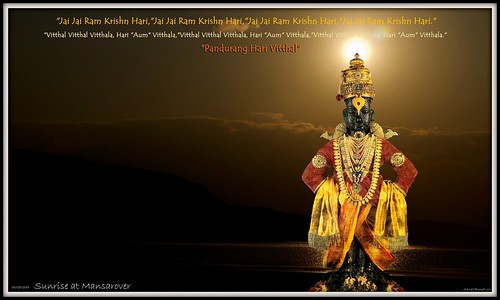 "Jai Jai Ram Krishn Hari,"Jai Jai Ram Krishn Hari,"Jai Jai Ram Krishn Hari,"Jai Jai Ram Krishn Hari."
"Vitthal Vitthal Vitthala, Hari "Aum" Vitthala,"Vitthal Vitthal Vitthala, Hari "Aum" Vitthala,"Vitthal Hari "Aum" Vitthala."
"Pandurang Hari Vitthal"
Sunrise at Mansarover